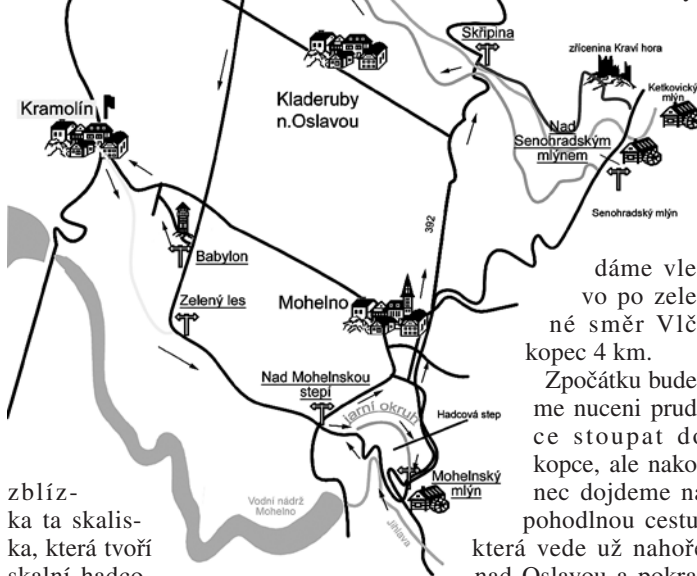 Skřipina
zřícenina Kraví hora
Ketkovický
mlýn
Kramolín
Kladeruby
n.Oslavou
Nad
Senohradským
mlýnem
Senohradský mlýn
392
Babylon
Zelený les
Mohelno
Nad Mohelnskou
stepí
jarní okruh
Hadcová step
Mohelnský
mlýn
Vodní nádrž
Mohelno
Jihlava
zblíz-
ka ta skalis-
ka, která tvoří
skalní hadco
dáme vle
vo po zele
né směr Vlč
kopec 4 km.
Zpočátku bude
me nuceni prud
ce stoupat do
kopce, ale nako
nec dojdeme na
pohodlnou cestu
která vede už nahoře
nad Oslavou a pokra